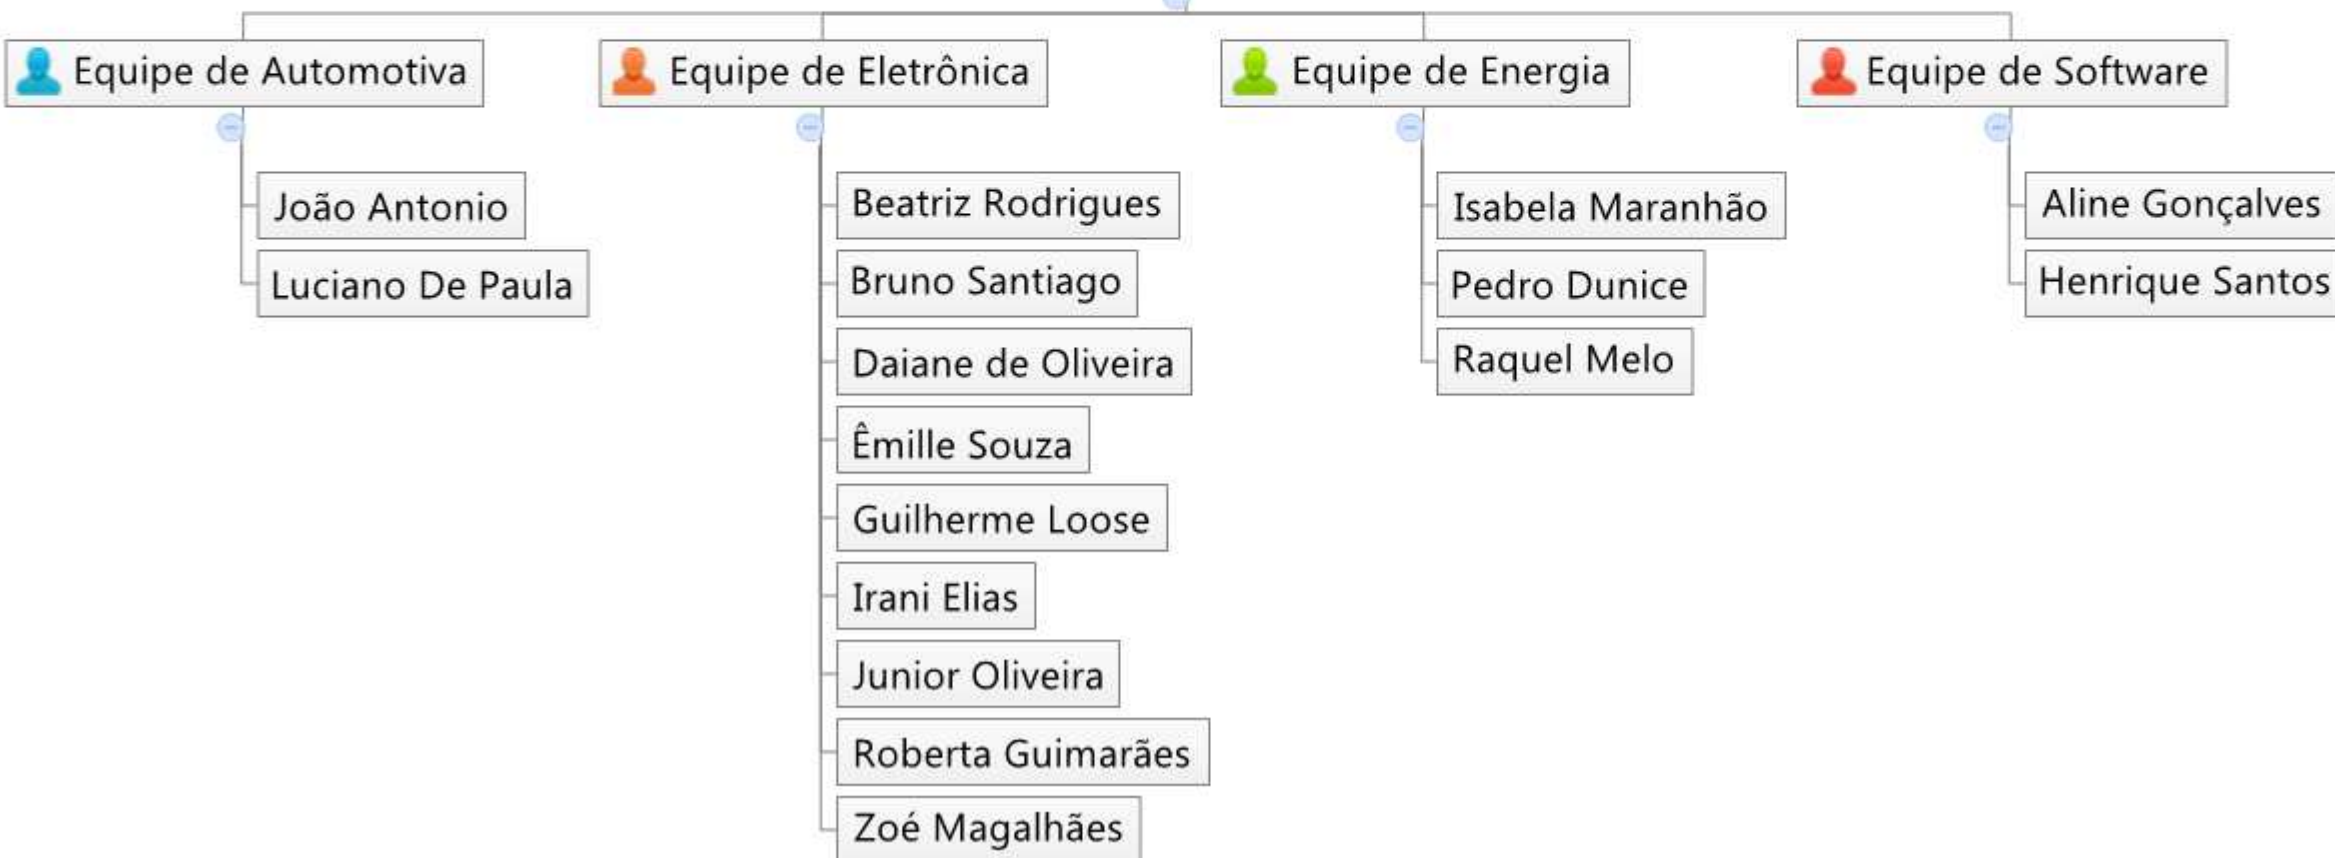 Equipe de Automotiva
João Antonio
Luciano De Paula
Equipe de Eletrônica
Beatriz Rodrigues
Bruno Santiago
Daiane de Oliveira
Êmille Souza
Guilherme Loose
Irani Elias
Junior Oliveira
Roberta Guimarães
Zoé Magalhães
Equipe de Energia
Isabela Maranhão
Pedro Dunice
Raquel Melo
Equipe de Software
Aline Gonçalves
Henrique Santos